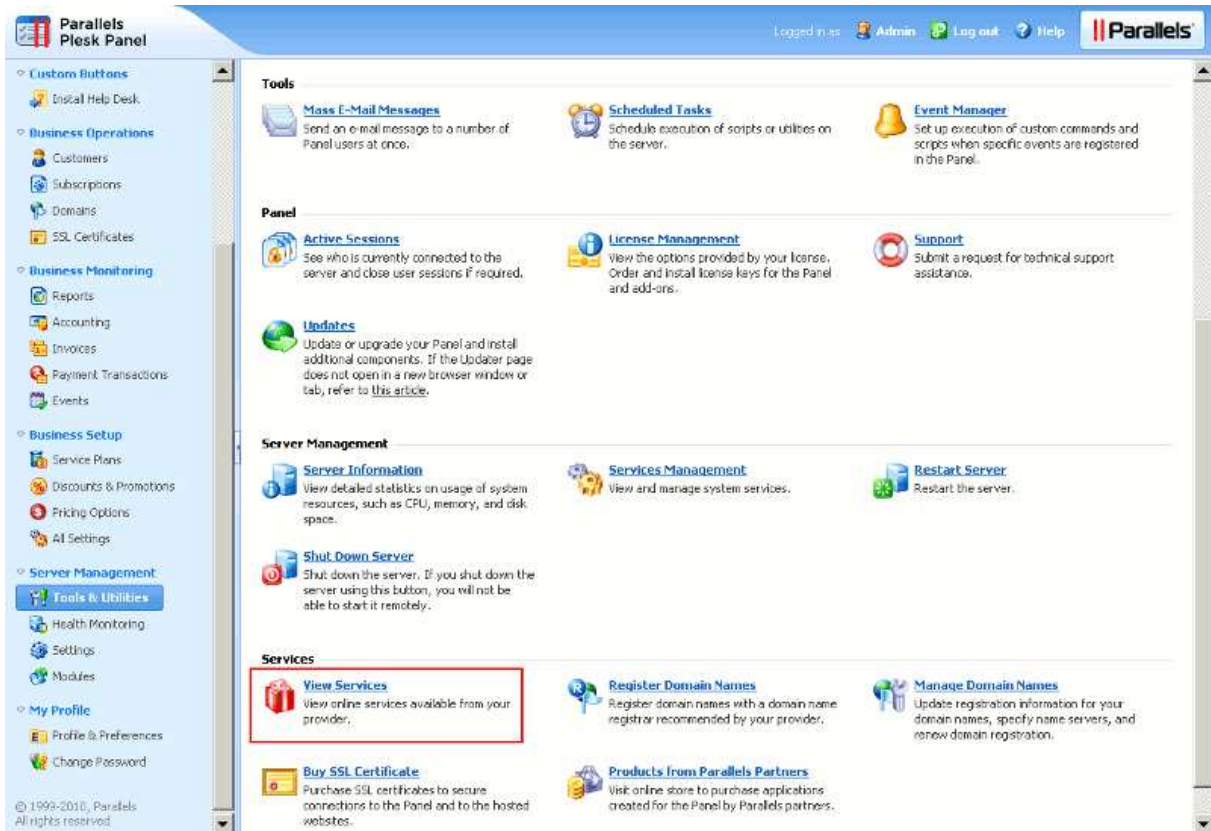 Parallels
Plesk Panel
Logged in as Admin Log out Help
Parallels
Custom Buttons
Install Help Desk
Business Operations
Customers
Subscriptions
Domains
SSL Certificates
Business Monitoring
Reports
Accounting
Invoices
Payment Transactions
Events
Business Setup
Service Plans
Discounts & Promotions
Pricing Options
All Settings
Server Management
Tools & Utilities
Health Monitoring
Settings
Modules
My Profile
Profile & Preferences
Change Password
© 1999-2010, Parallels
All rights reserved
Tools
Mass E-Mail Messages
Send an e-mail message to a number of
Panel users at once.
Scheduled Tasks
Schedule execution of scripts or utilities on
the server.
Event Manager
Set up execution of custom commands and
scripts when specific events are registered
in the Panel.
Panel
Active Sessions
See who is currently connected to the
server and close user sessions if required.
License Management
View the options provided by your license.
Order and install license keys for the Panel
and add-ons.
Support
Submit a request for technical support
assistance.
Updates
Update or upgrade your Panel and install
additional components. If the Updater page
does not open in a new browser window or
tab, refer to this article.
Server Management
Server Information
View detailed statistics on usage of system
resources, such as CPU, memory, and disk
space.
Services Management
View and manage system services.
Restart Server
Restart the server.
Shut Down Server
Shut down the server. If you shut down the
server using this button, you will not be
able to start it remotely.
Services
View Services
View online services available from your
provider.
Register Domain Names
Register domain names with a domain name
registrar recommended by your provider.
Manage Domain Names
Update registration information for your
domain names, specify name servers, and
renew domain registration.
Buy SSL Certificate
Purchase SSL certificates to secure
connections to the Panel and to the hosted
websites.
Products from Parallels Partners
Visit online store to purchase applications
created for the Panel by Parallels partners.